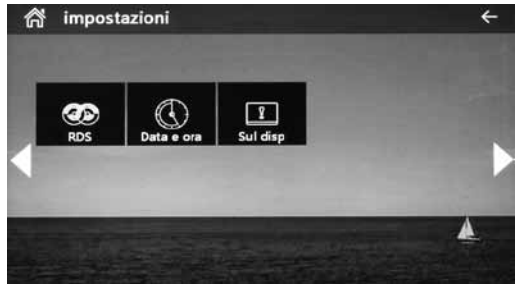 impostazioni
RDS
Data e ora
Sul disp